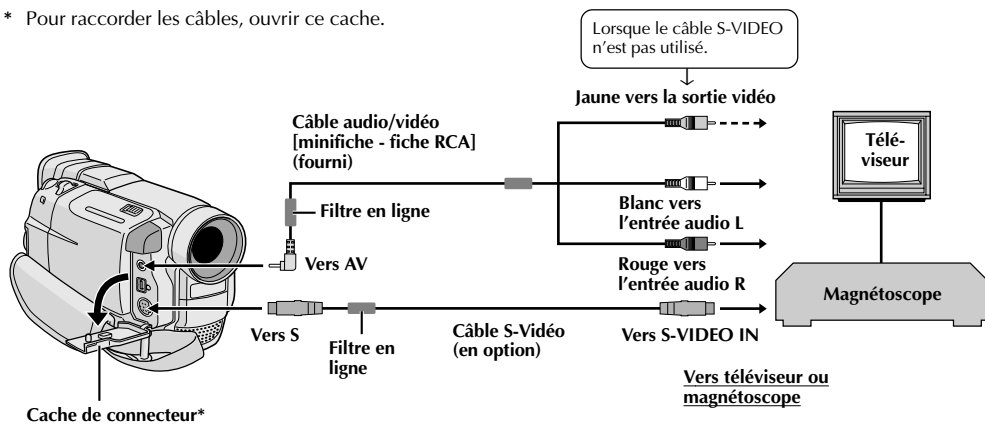 * Pour raccorder les câbles, ouvrir ce cache.
Lorsque le câble S-VIDEO
n'est pas utilisé.
Jaune vers la sortie vidéo
Câble audio/vidéo
[minifiche - fiche RCA]
(fourni)
Télé-
viseur
Filtre en ligne
Blanc vers
l'entrée audio L
Vers AV
Rouge vers
l'entrée audio R
Magnétoscope
Vers S
Filtre en
ligne
Câble S-Vidéo
(en option)
Vers S-VIDEO IN
Vers téléviseur ou
magnétoscope
Cache de connecteur*